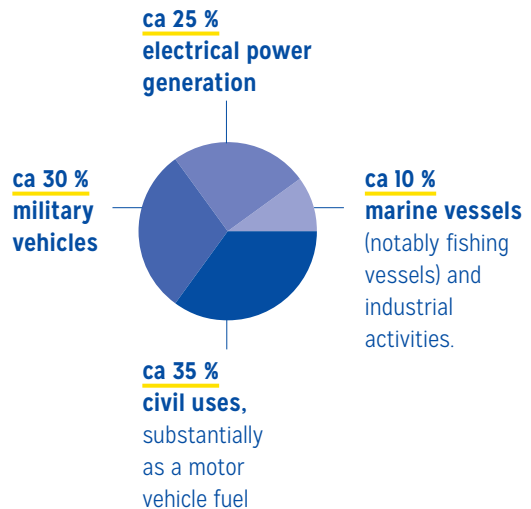 ca 25 %
electrical power
generation
ca 30 %
military
vehicles
ca 10 %
marine vessels
(notably fishing
vessels) and
industrial
activities.
ca 35 %
civil uses,
substantially
as a motor
vehicle fuel